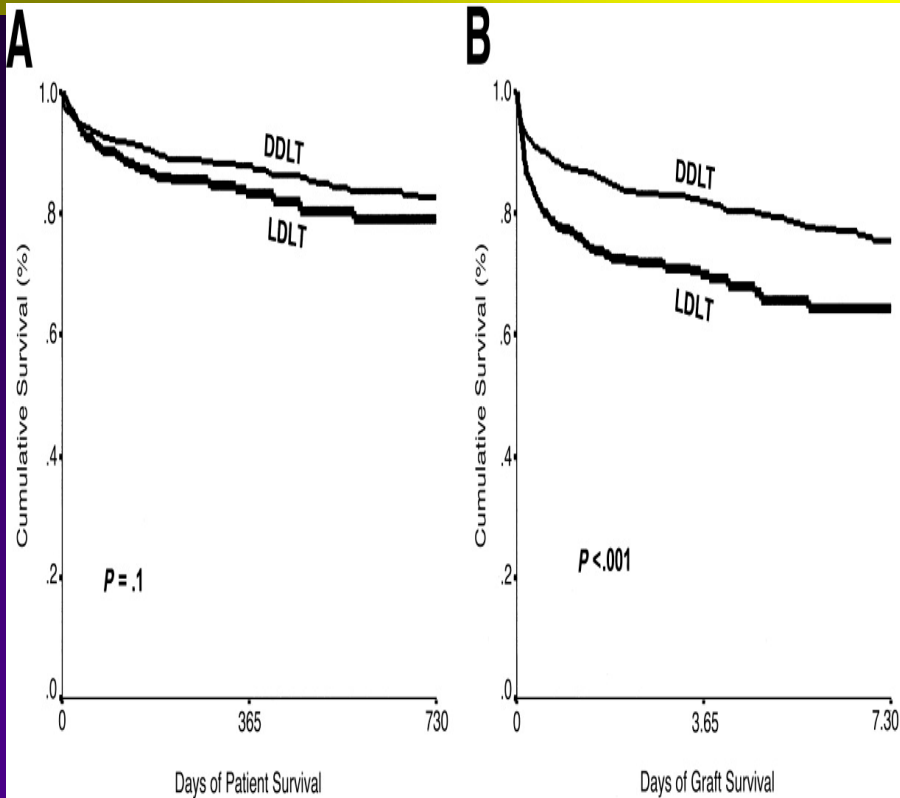 A
1.0
.8
.6
.4
.2
.0
Cumulative Survival (%)
DDLT
LDLT
P = .1
0 365 730
Days of Patient Survival
B
1.0
.8
.6
.4
.2
.0
Cumulative Survival (%)
DDLT
LDLT
P <.001
0 3.65 7.30
Days of Graft Survival